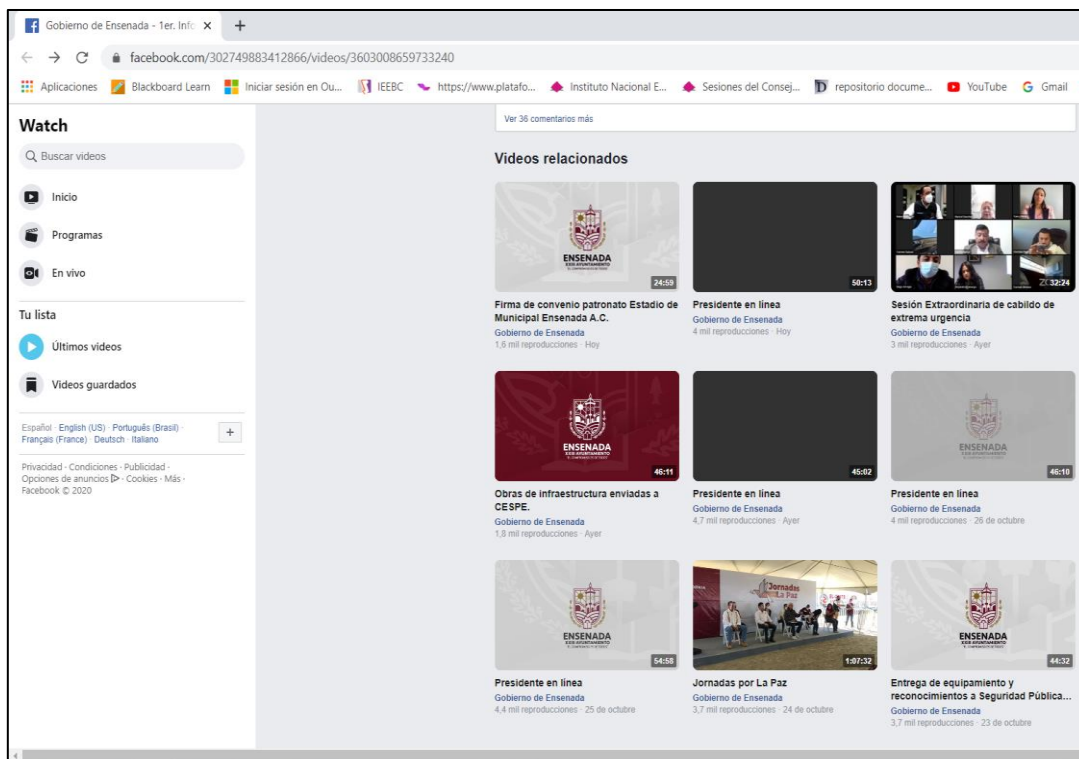 Gobierno de Ensenada - 1er. Info
facebook.com/302749883412866/videos/3603008659733240
Aplicaciones Blackboard Learn Iniciar sesión en Ou... IEEBC https://www.platafo... Instituto Nacional E... Sesiones del Consej... repositorio docume... YouTube Gmail
Watch
Buscar videos
Inicio
Programas
En vivo
Tu lista
Últimos videos
Videos guardados
Español · English (US) · Português (Brasil) ·
Français (France) · Deutsch · Italiano
+
Privacidad · Condiciones · Publicidad ·
Opciones de anuncios · Cookies · Más ·
Facebook © 2020
Ver 36 comentarios más
Videos relacionados
ENSENADA
XXIII AYUNTAMIENTO
24:59
Firma de convenio patronato Estadio de
Municipal Ensenada A.C.
Gobierno de Ensenada
1,6 mil reproducciones · Hoy
50:13
Presidente en línea
Gobierno de Ensenada
4 mil reproducciones · Hoy
32:24
Sesión Extraordinaria de cabildo de
extrema urgencia
Gobierno de Ensenada
3 mil reproducciones · Ayer
ENSENADA
XXIII AYUNTAMIENTO
46:11
Obras de infraestructura enviadas a
CESPE.
Gobierno de Ensenada
1,8 mil reproducciones · Ayer
45:02
Presidente en línea
Gobierno de Ensenada
4,7 mil reproducciones · Ayer
ENSENADA
XXIII AYUNTAMIENTO
46:10
Presidente en línea
Gobierno de Ensenada
4 mil reproducciones · 26 de octubre
ENSENADA
XXIII AYUNTAMIENTO
54:58
Presidente en línea
Gobierno de Ensenada
4,4 mil reproducciones · 25 de octubre
Jornadas
La Paz
1:07:32
Jornadas por La Paz
Gobierno de Ensenada
3,7 mil reproducciones · 24 de octubre
ENSENADA
XXIII AYUNTAMIENTO
44:32
Entrega de equipamiento y
reconocimientos a Seguridad Pública...
Gobierno de Ensenada
3,7 mil reproducciones · 23 de octubre